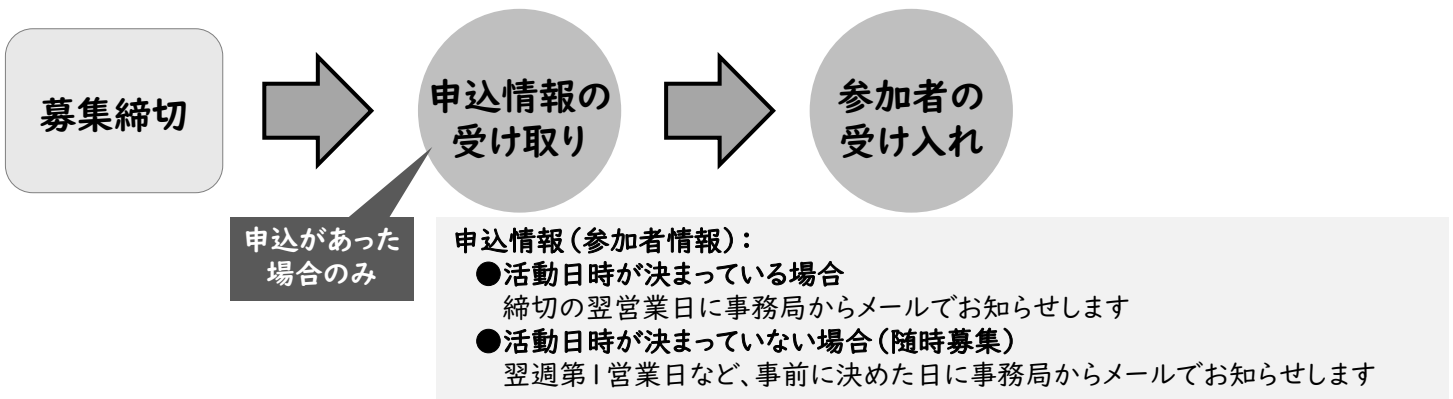 募集締切
申込情報の
受け取り
参加者の
受け入れ
申込があった
場合のみ
申込情報(参加者情報):
●活動日時が決まっている場合
締切の翌営業日に事務局からメールでお知らせします
●活動日時が決まっていない場合(随時募集)
翌週第1営業日など、事前に決めた日に事務局からメールでお知らせします